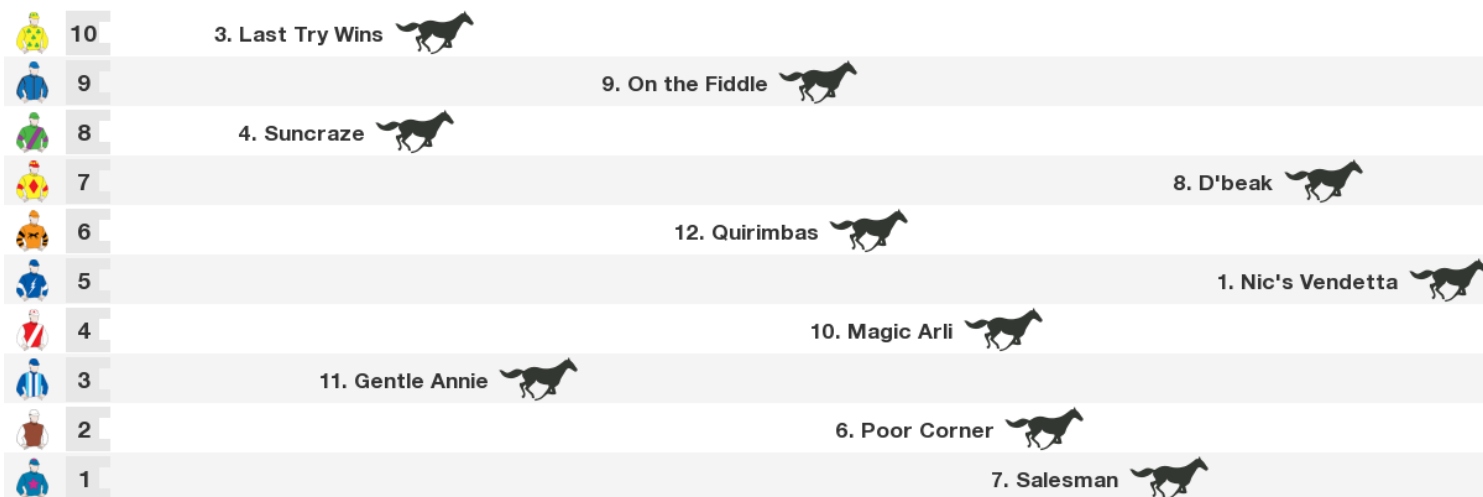 10 3. Last Try Wins
9 9. On the Fiddle
8 4. Suncraze
7 8. D'beak
6 12. Quirimbas
5 1. Nic's Vendetta
4 10. Magic Arli
3 11. Gentle Annie
2 6. Poor Corner
1 7. Salesman